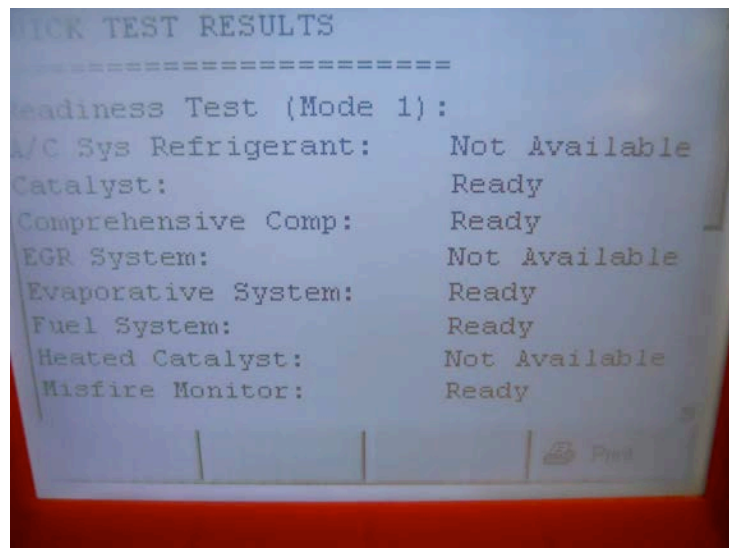 QUICK TEST RESULTS
=========================
Readiness Test (Mode 1):
A/C Sys Refrigerant: Not Available
Catalyst: Ready
Comprehensive Comp: Ready
EGR System: Not Available
Evaporative System: Ready
Fuel System: Ready
Heated Catalyst: Not Available
Misfire Monitor: Ready
Print